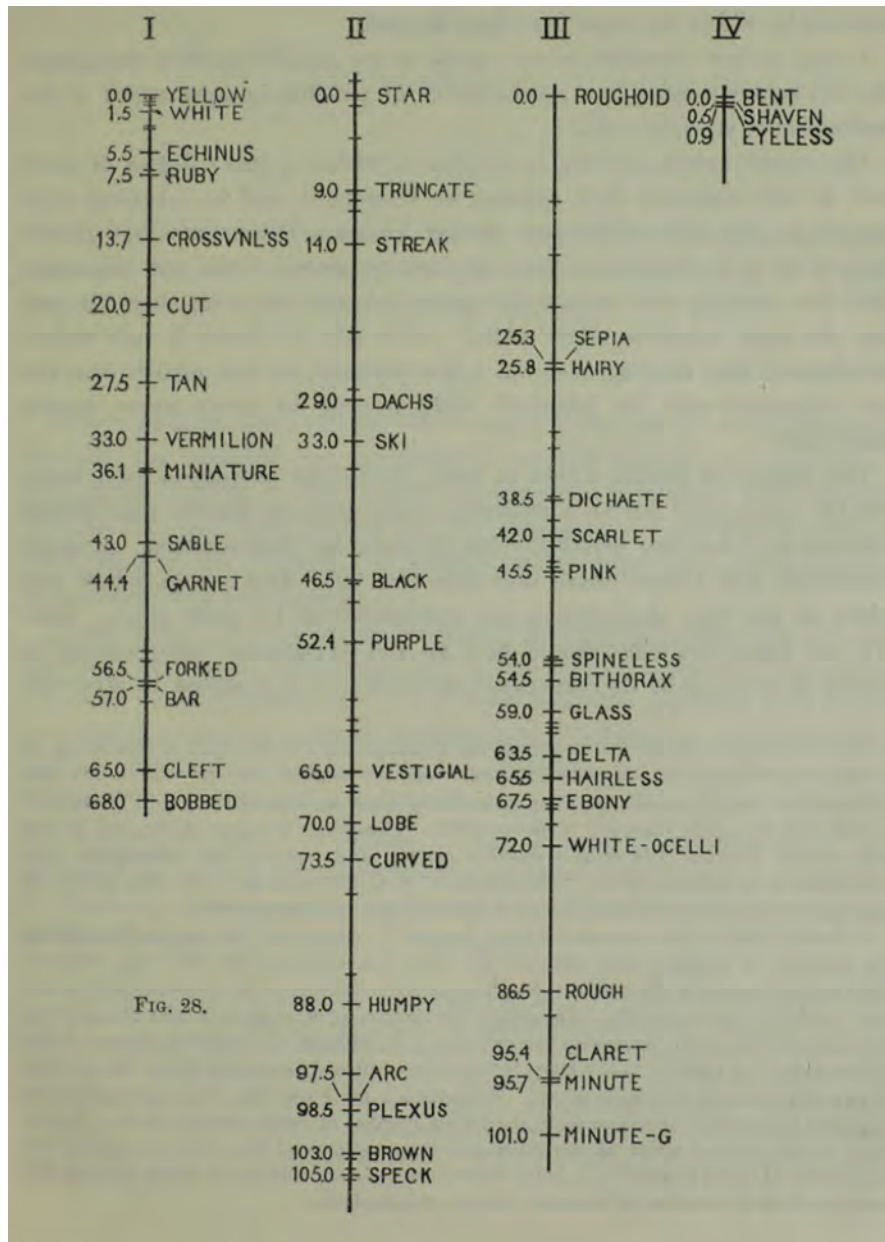 I
0.0 YELLOW
1.5 WHITE
5.5 ECHINUS
7.5 RUBY
13.7 CROSSV'NL'SS
20.0 CUT
27.5 TAN
33.0 VERMILION
36.1 MINIATURE
43.0 SABLE
44.4 GARNET
56.5 FORKED
57.0 BAR
65.0 CLEFT
68.0 BOBBED
II
0.0 STAR
9.0 TRUNCATE
14.0 STREAK
29.0 DACHS
33.0 SKI
46.5 BLACK
52.4 PURPLE
65.0 VESTIGIAL
70.0 LOBE
73.5 CURVED
88.0 HUMPY
97.5 ARC
98.5 PLEXUS
103.0 BROWN
105.0 SPECK
III
0.0 ROUGHOID
25.3 SEPIA
25.8 HAIRY
38.5 DICHAETE
42.0 SCARLET
45.5 PINK
54.0 SPINELESS
54.5 BITHORAX
59.0 GLASS
63.5 DELTA
65.5 HAIRLESS
67.5 EBONY
72.0 WHITE-OCELLI
86.5 ROUGH
95.4 CLARET
95.7 MINUTE
101.0 MINUTE-G
IV
0.0 BENT
0.5 SHAVEN
0.9 EYELESS
FIG. 28.